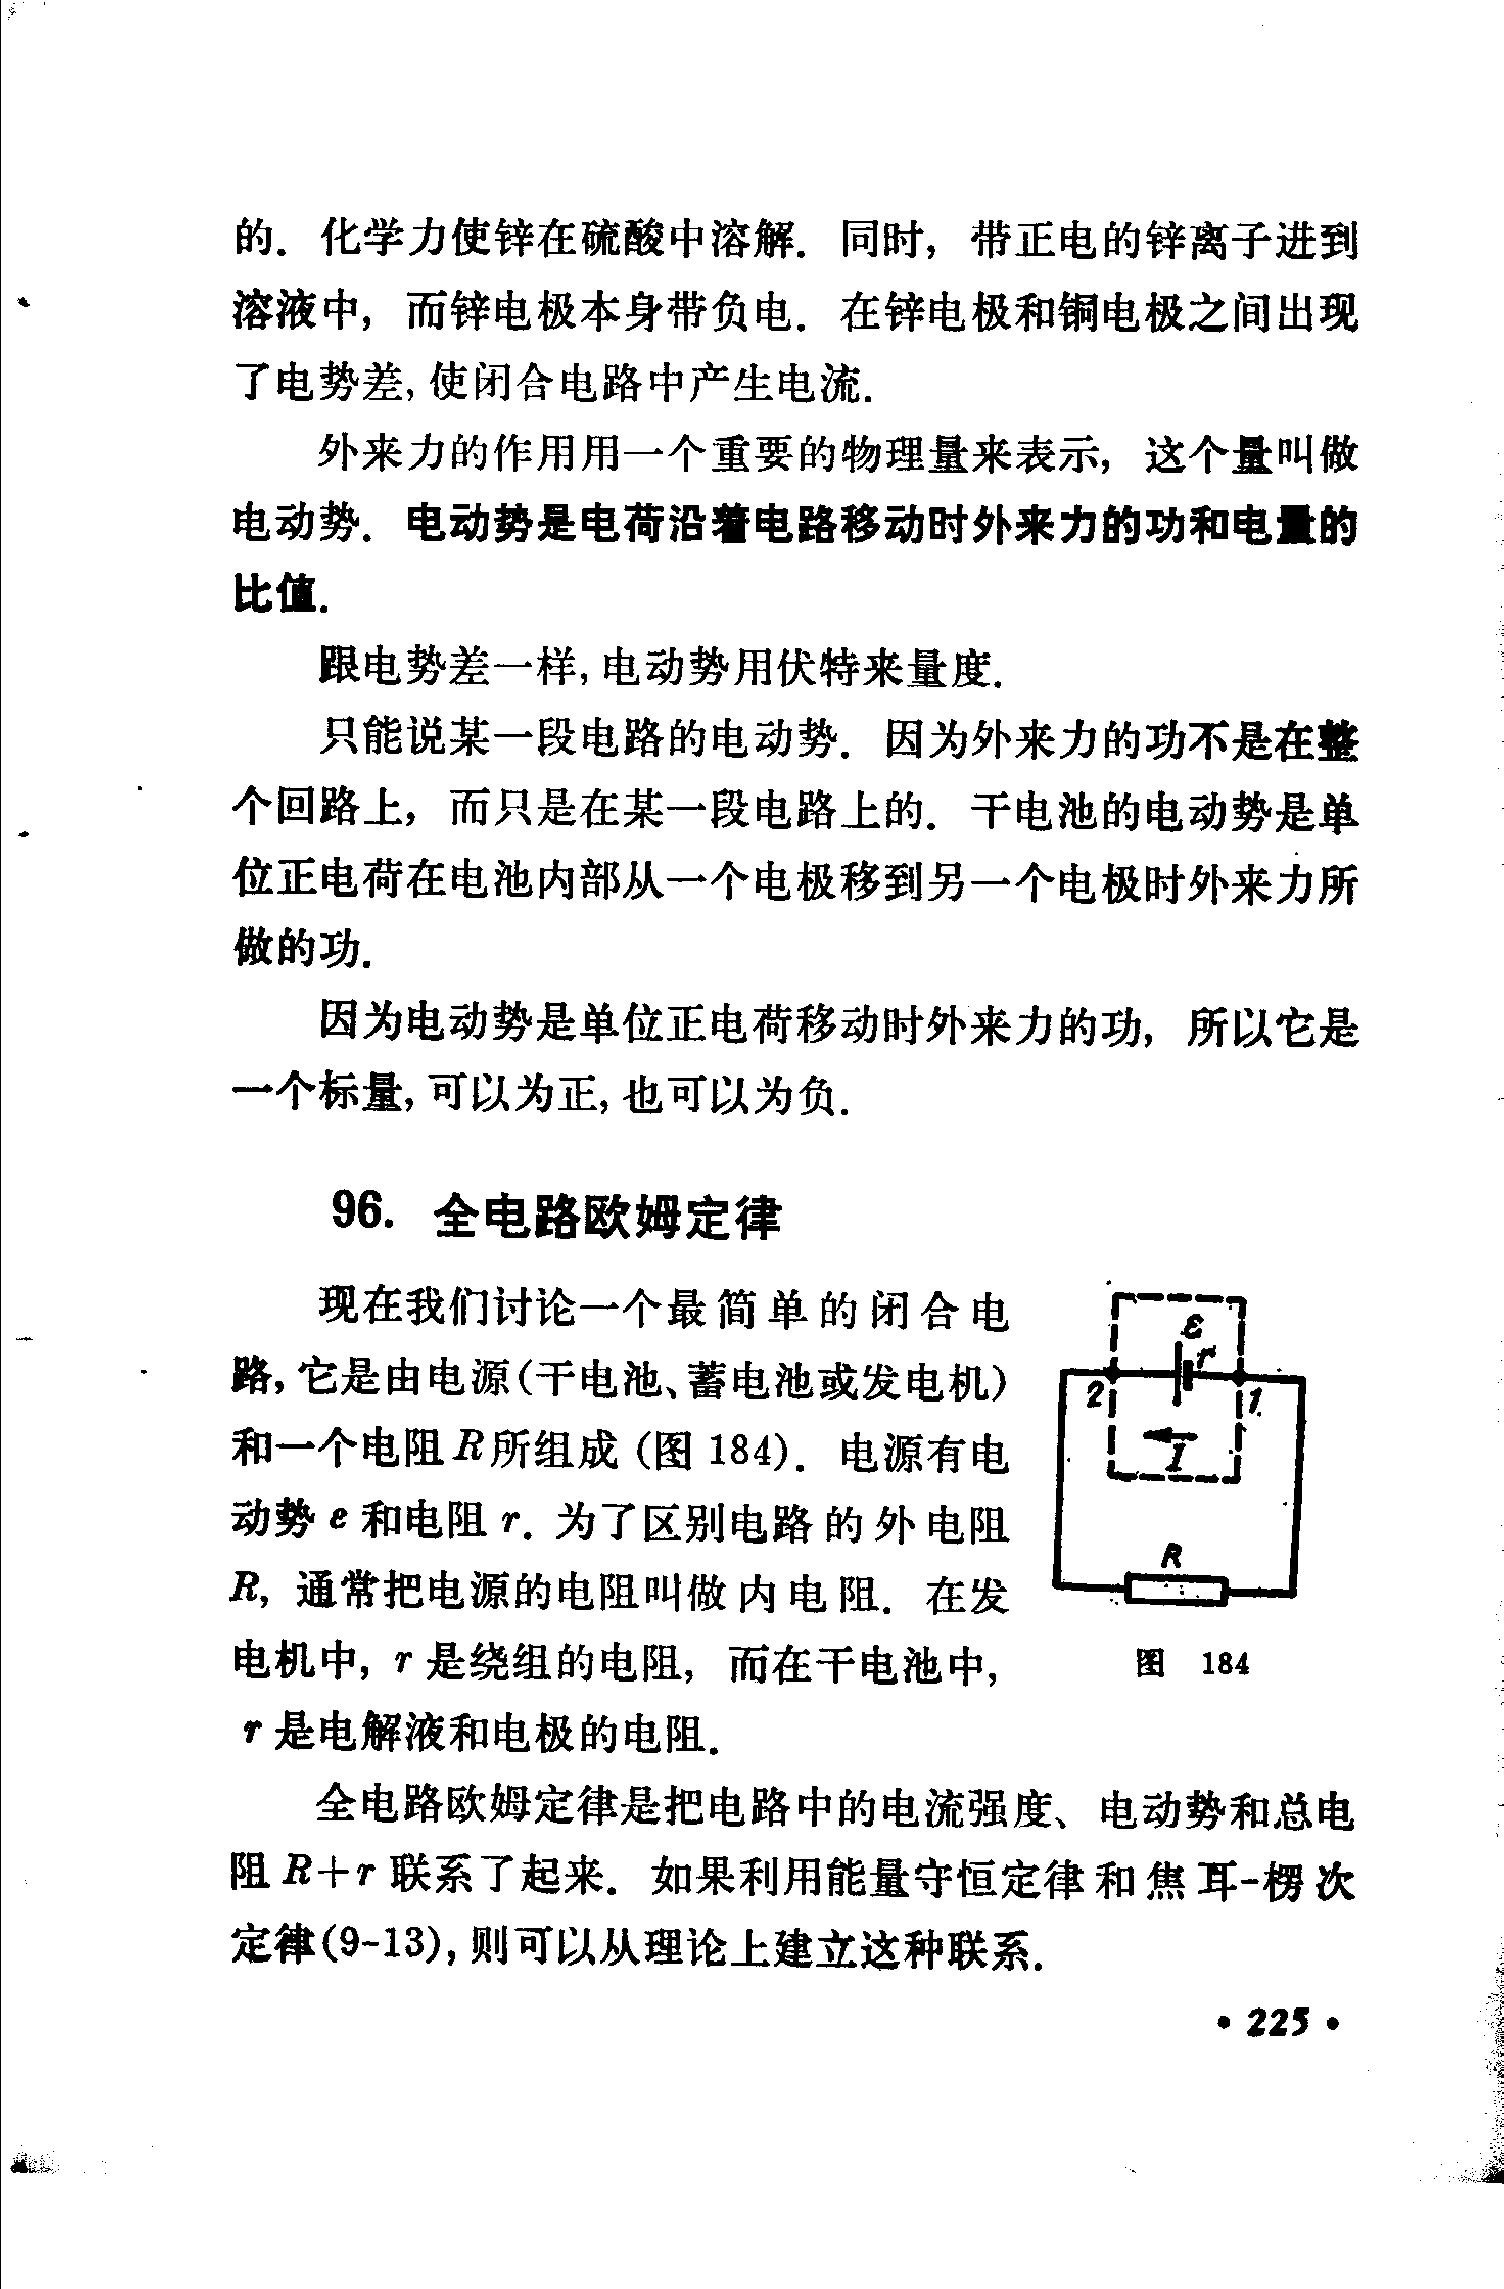 的．化学力使锌在硫酸中溶解．同时，带正电的锌离子进到
溶液中，而锌电极本身带负电．在锌电极和铜电极之间出现
了电势差，使闭合电路中产生电流．
外来力的作用用一个重要的物理量来表示，这个量叫做
电动势．电动势是电荷沿着电路移动时外来力的功和电量的
比值．
跟电势差一样，电动势用伏特来量度．
只能说某一段电路的电动势．因为外来力的功不是在整
个回路上，而只是在某一段电路上的．干电池的电动势是单
位正电荷在电池内部从一个电极移到另一个电极时外来力所
做的功．
因为电动势是单位正电荷移动时外来力的功，所以它是
一个标量，可以为正，也可以为负．
96．全电路欧姆定律
现在我们讨论一个最简单的闭合电
路，它是由电源(干电池、蓄电池或发电机)
和一个电阻R所组成(图 184)．电源有电
动势 ε 和电阻 r．为了区别电路的外电阻
R，通常把电源的电阻叫做内电阻．在发
电机中，r 是绕组的电阻，而在干电池中，
r 是电解液和电极的电阻．
ε
r
2
1
I
R
图 184
全电路欧姆定律是把电路中的电流强度、电动势和总电
阻 R+r 联系了起来．如果利用能量守恒定律和焦耳-楞次
定律(9-13)，则可以从理论上建立这种联系．
• 225 •